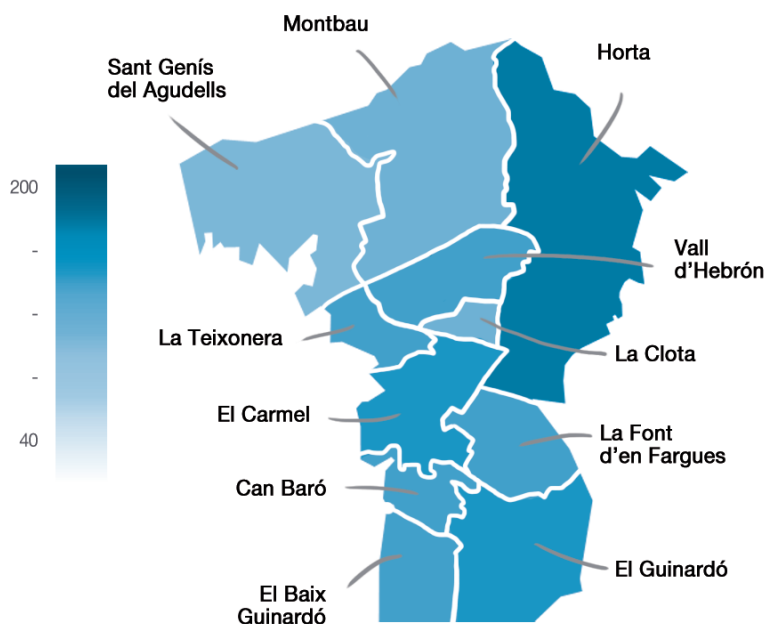 Montbau
Horta
Sant Genís
del Agudells
200
-
-
-
40
Vall
d'Hebrón
La Teixonera
La Clota
El Carmel
La Font
d'en Fargues
Can Baró
El Guinardó
El Baix
Guinardó